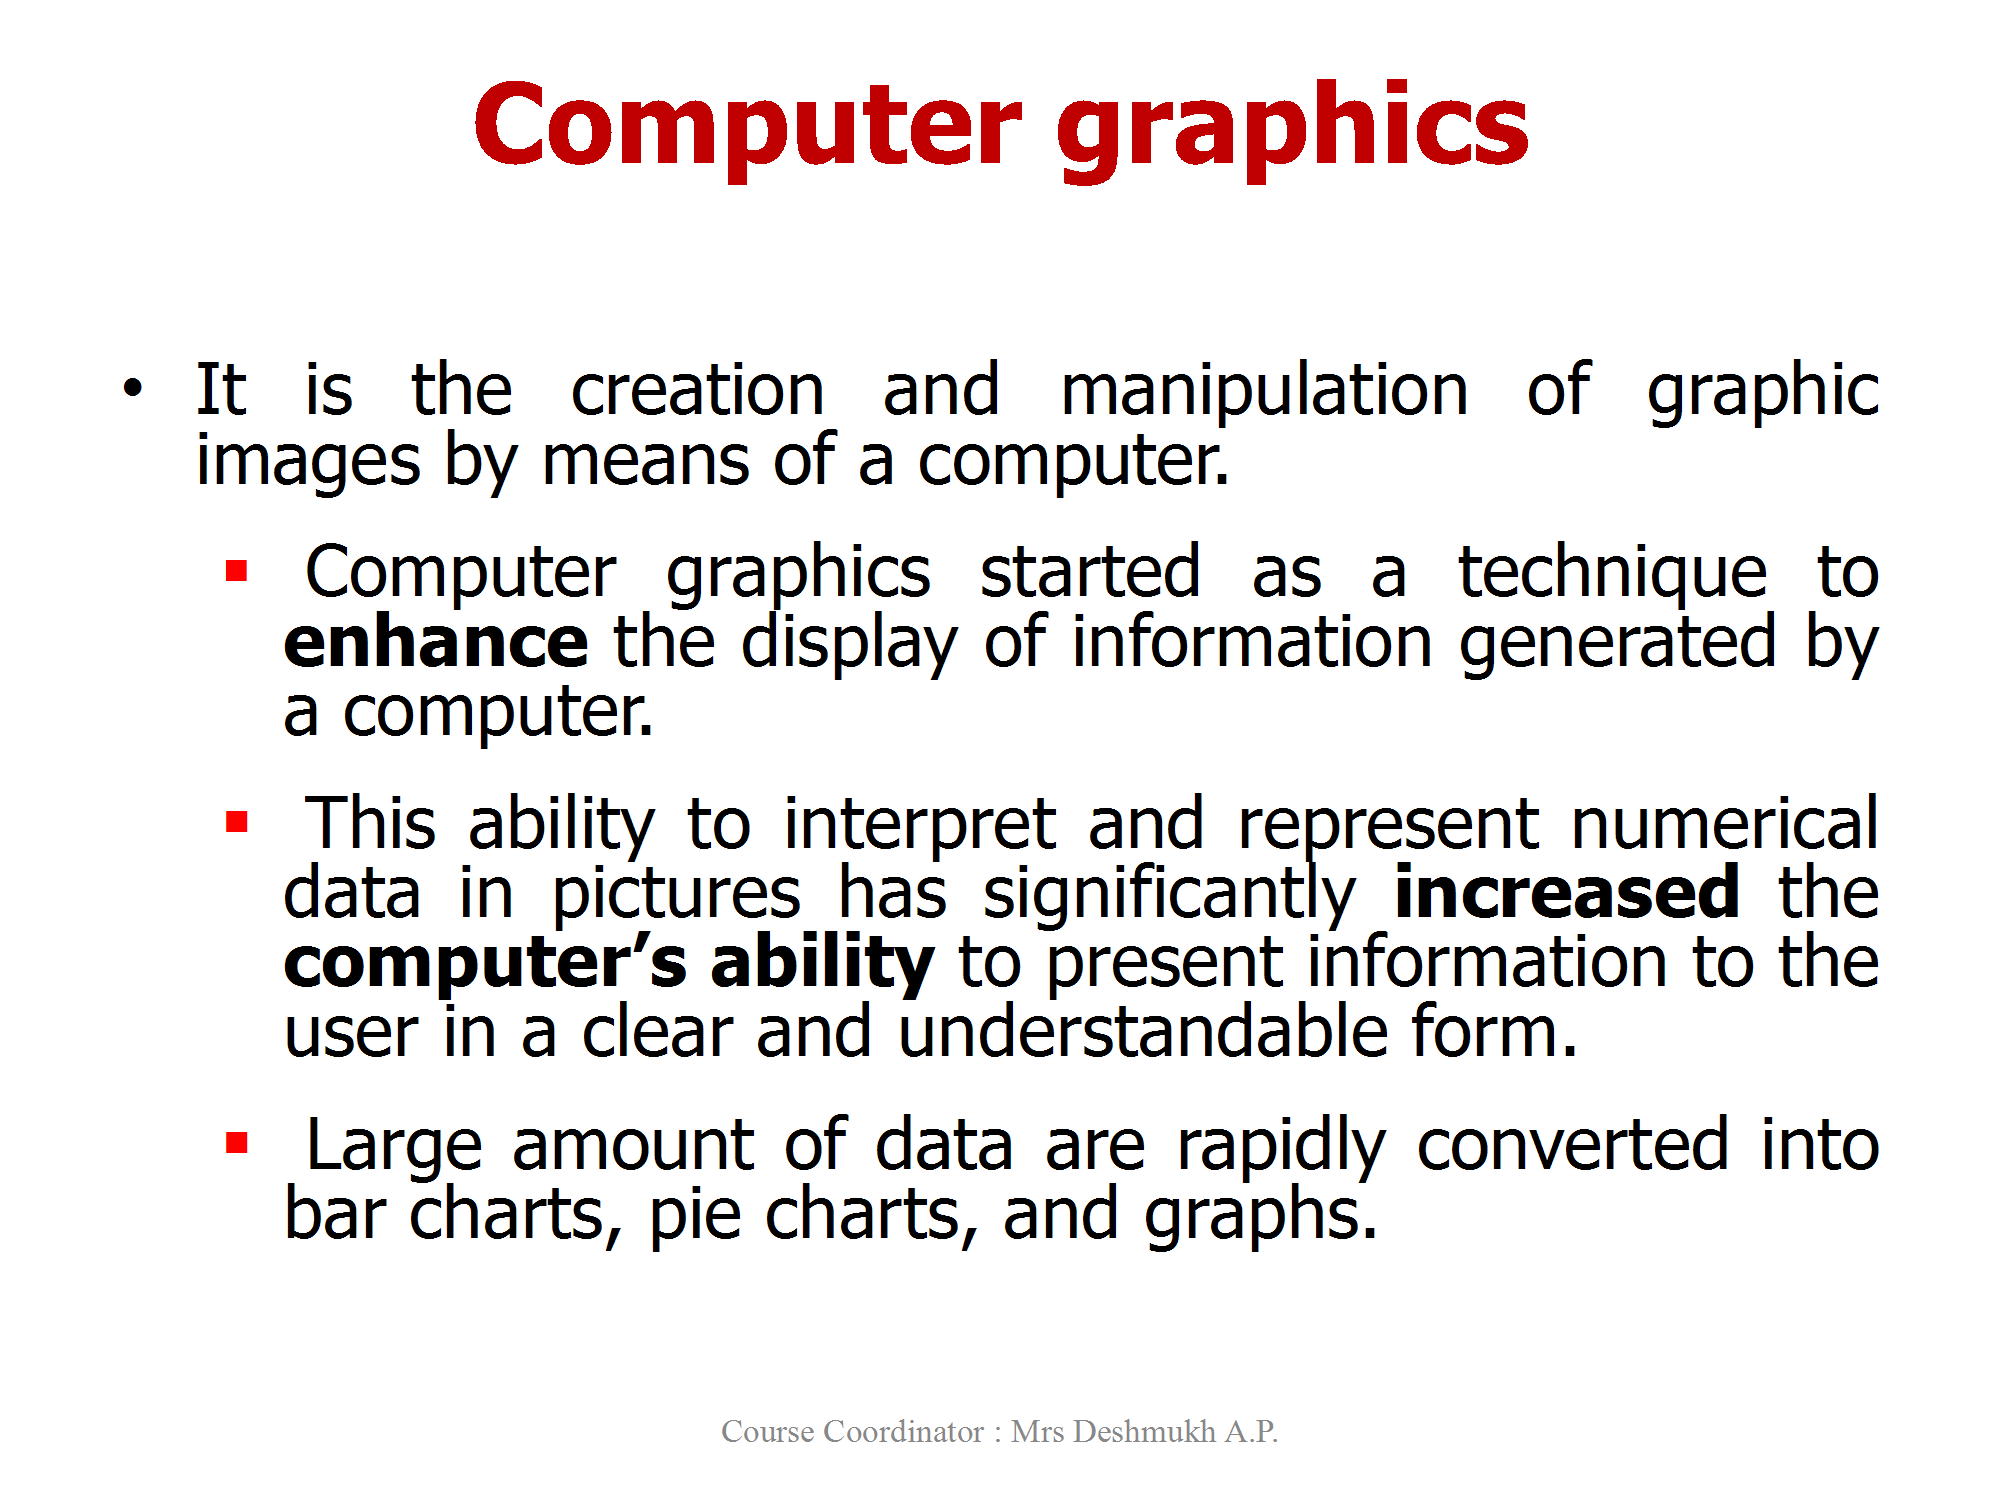 Computer graphics
• It is the creation and manipulation of graphic
images by means of a computer.
▪ Computer graphics started as a technique to
enhance the display of information generated by
a computer.
▪ This ability to interpret and represent numerical
data in pictures has significantly increased the
computer’s ability to present information to the
user in a clear and understandable form.
▪ Large amount of data are rapidly converted into
bar charts, pie charts, and graphs.
Course Coordinator : Mrs Deshmukh A.P.